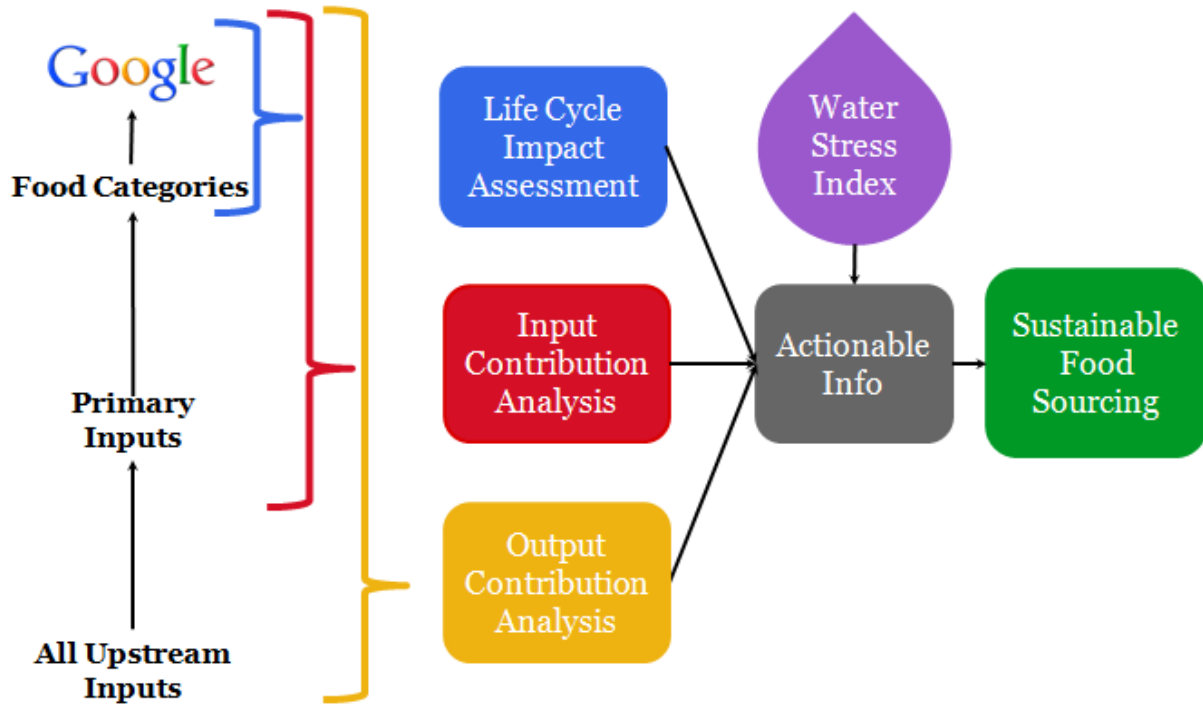 Google
Food Categories
Primary
Inputs
All Upstream
Inputs
Life Cycle
Impact
Assessment
Input
Contribution
Analysis
Output
Contribution
Analysis
Water
Stress
Index
Actionable
Info
Sustainable
Food
Sourcing